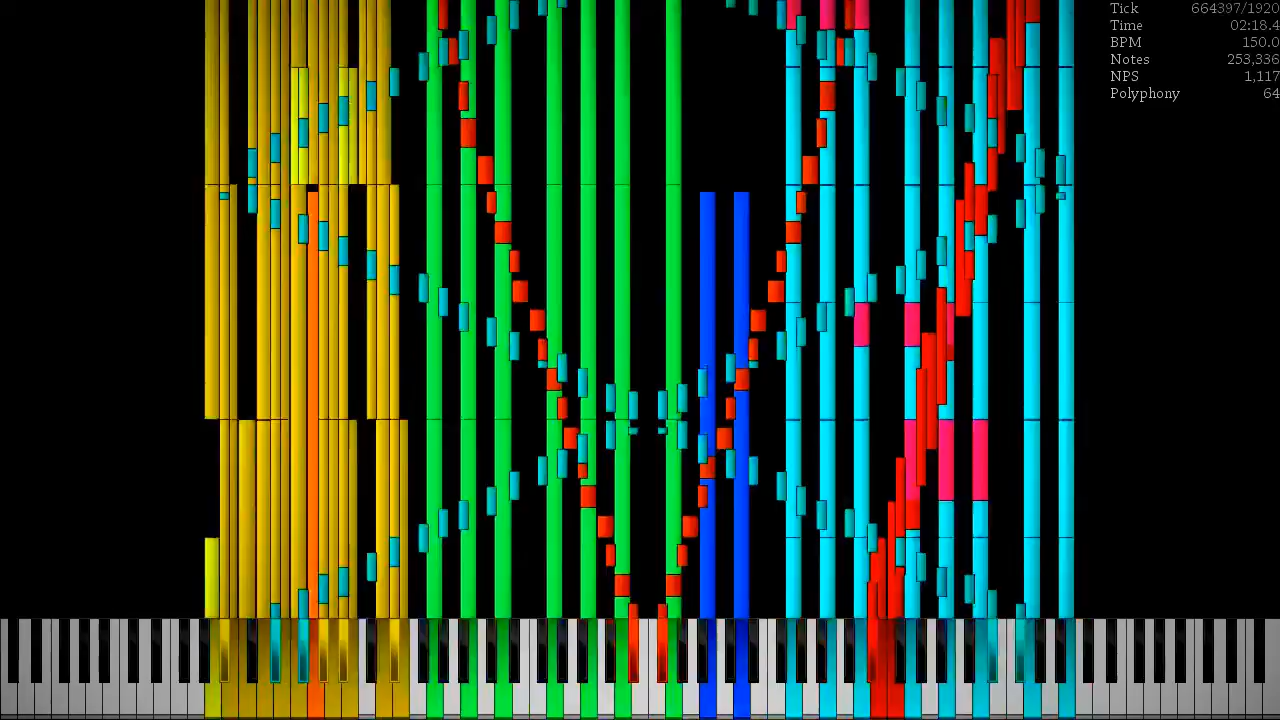 Tick 664397/1920
Time 02:18.4
BPM 150.0
Notes 253,336
NPS 1,117
Polyphony 64